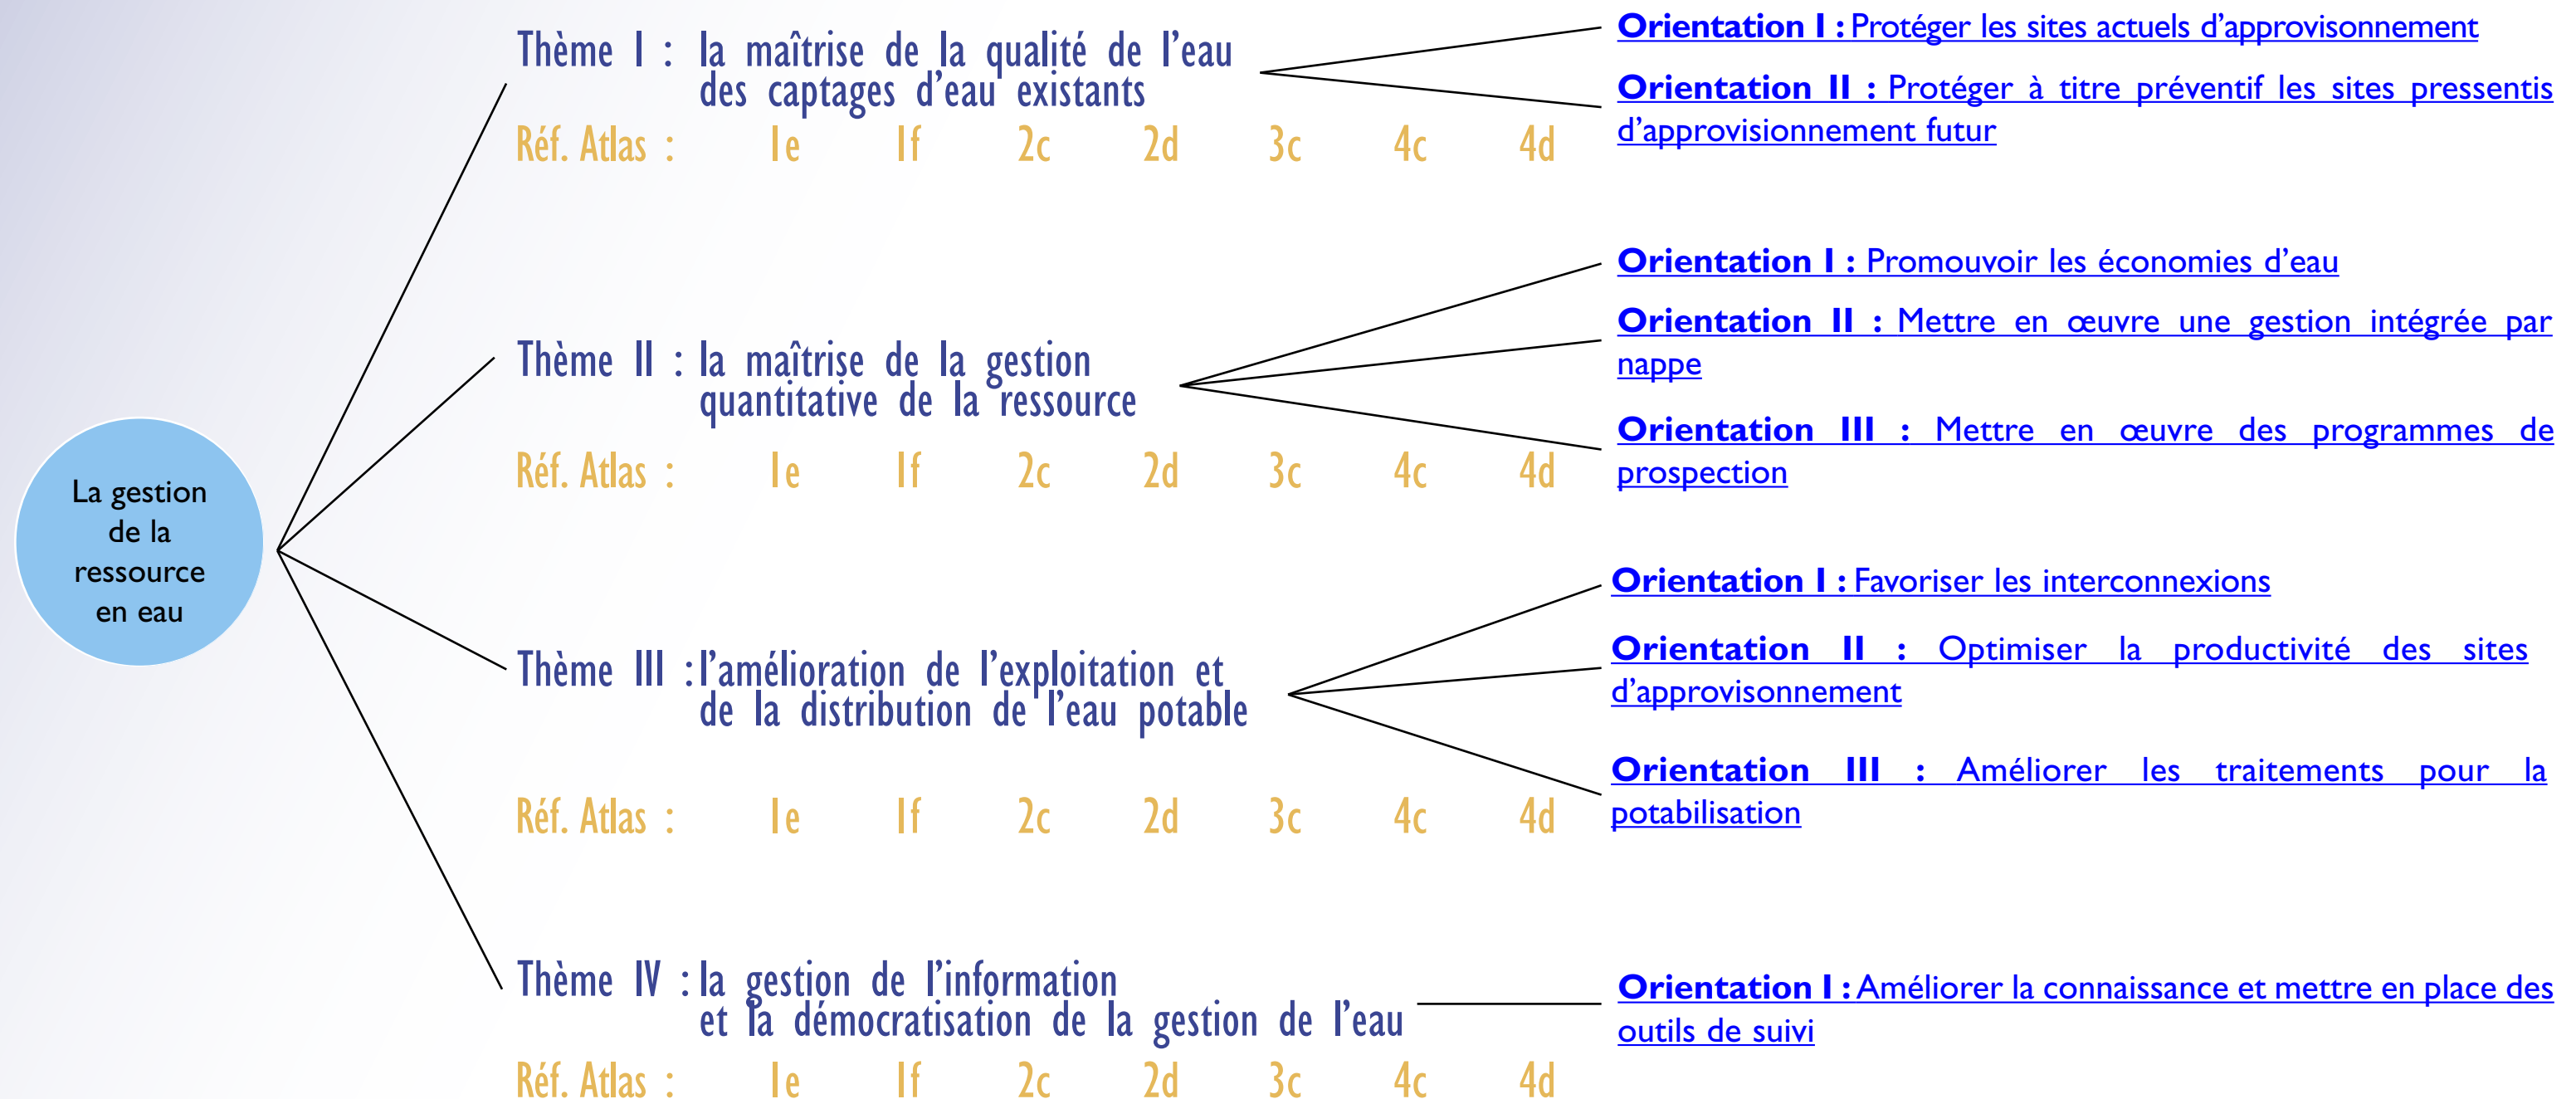 La gestion
de la
ressource
en eau
Thème I : la maîtrise de la qualité de l’eau
des captages d’eau existants
Réf. Atlas : 1e 1f 2c 2d 3c 4c 4d
Orientation I : Protéger les sites actuels d’approvisonnement
Orientation II : Protéger à titre préventif les sites pressentis
d’approvisionnement futur
Thème II : la maîtrise de la gestion
quantitative de la ressource
Réf. Atlas : 1e 1f 2c 2d 3c 4c 4d
Orientation I : Promouvoir les économies d’eau
Orientation II : Mettre en œuvre une gestion intégrée par
nappe
Orientation III : Mettre en œuvre des programmes de
prospection
Thème III : l’amélioration de l’exploitation et
de la distribution de l’eau potable
Réf. Atlas : 1e 1f 2c 2d 3c 4c 4d
Orientation I : Favoriser les interconnexions
Orientation II : Optimiser la productivité des sites
d’approvisonnement
Orientation III : Améliorer les traitements pour la
potabilisation
Thème IV : la gestion de l’information
et la démocratisation de la gestion de l’eau
Réf. Atlas : 1e 1f 2c 2d 3c 4c 4d
Orientation I : Améliorer la connaissance et mettre en place des
outils de suivi